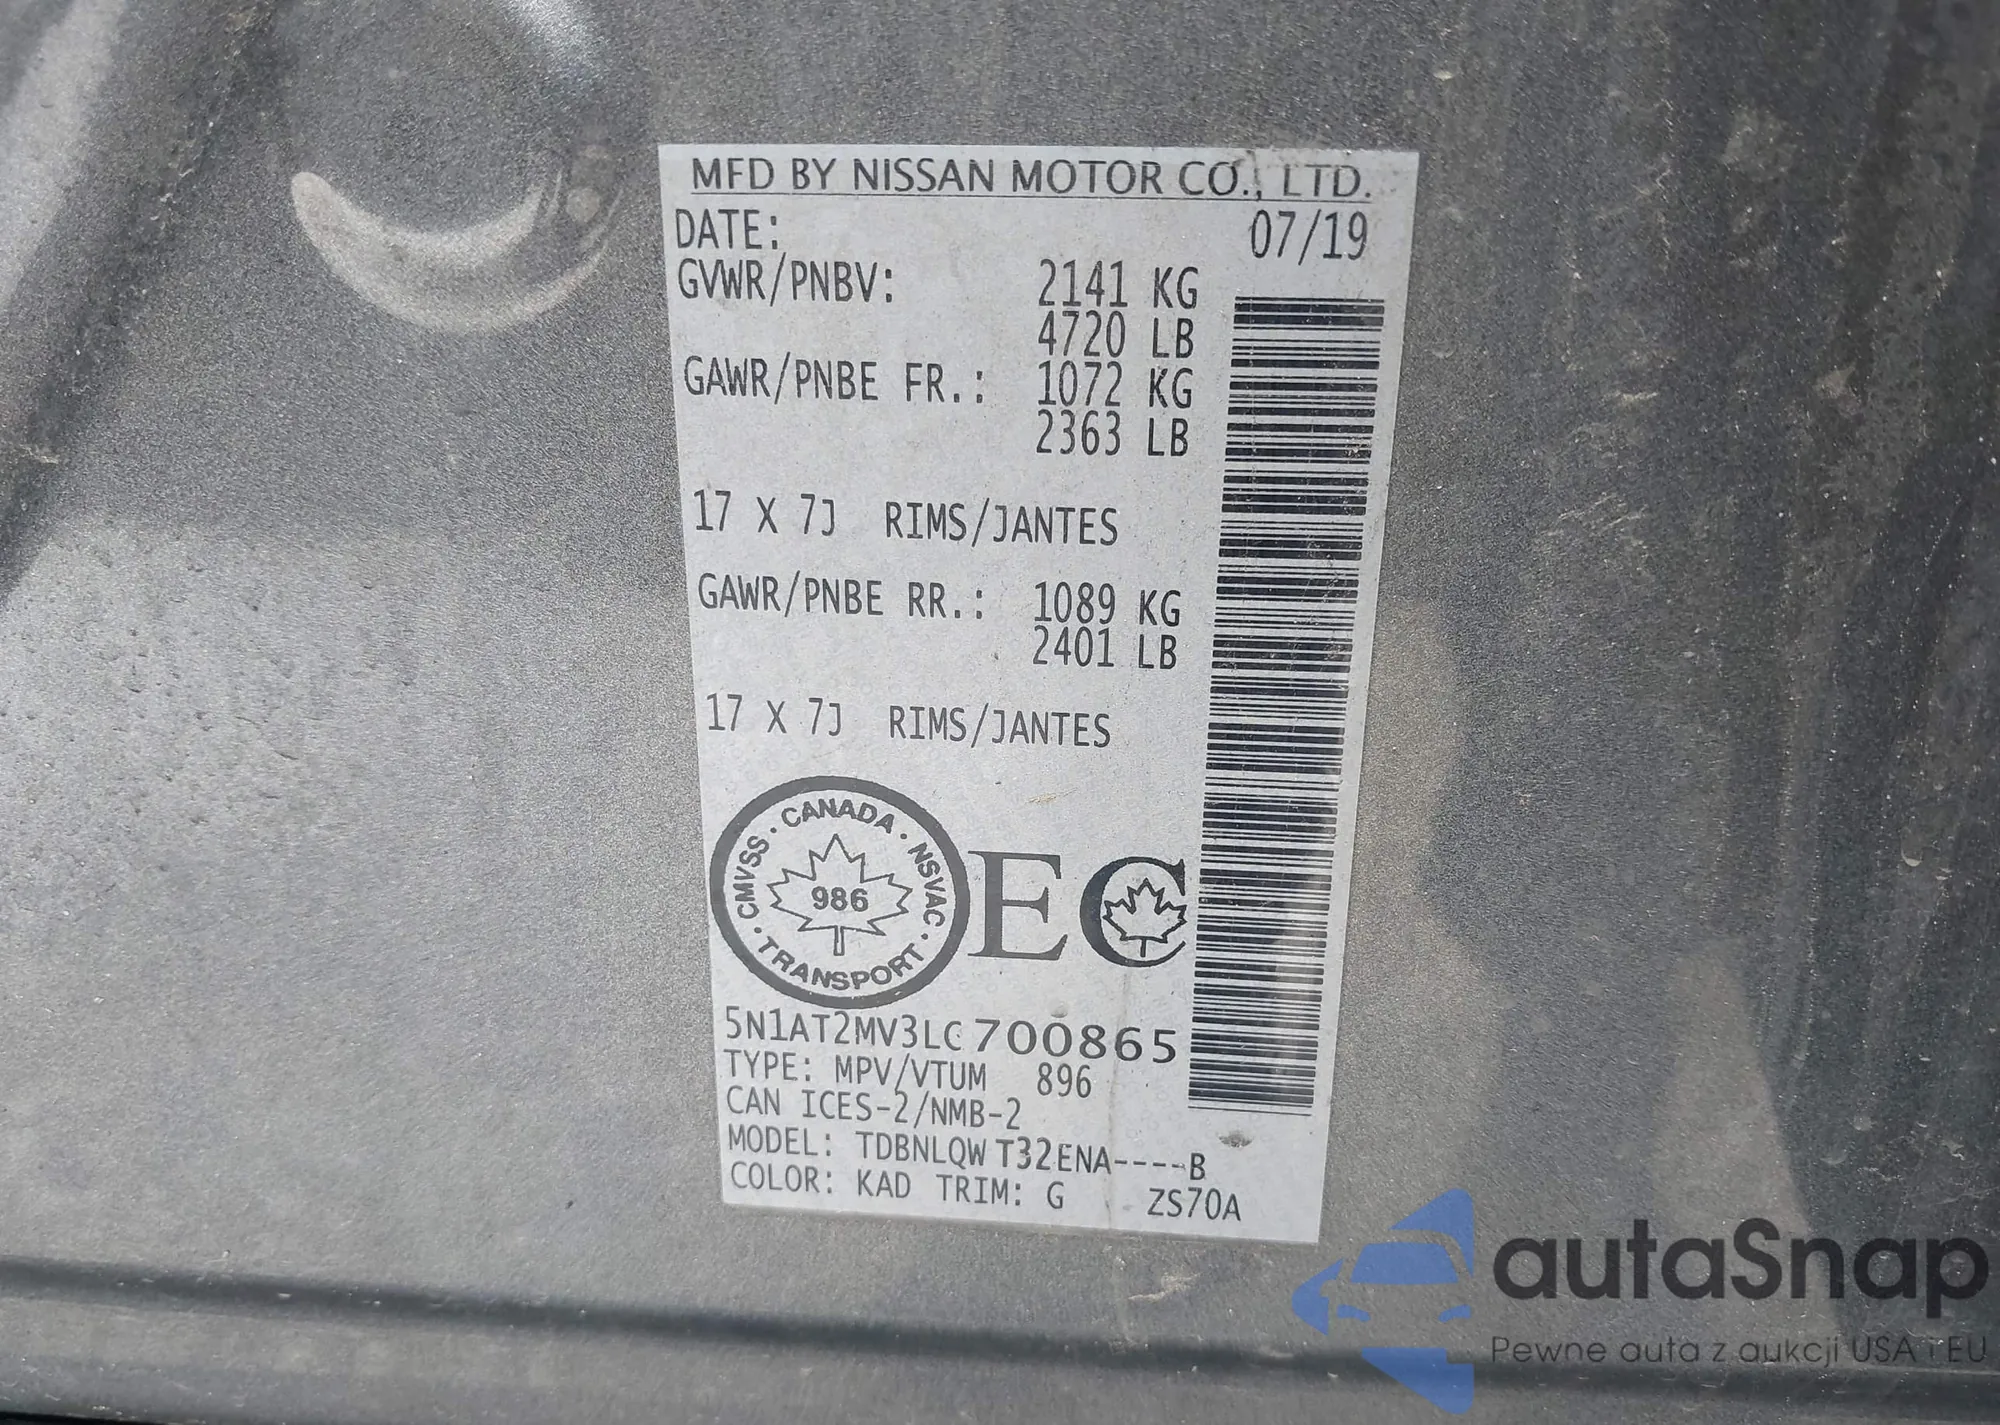 MFD BY NISSAN MOTOR CO., LTD.
DATE: 07/19
GVWR/PNBV: 2141 KG
4720 LB
GAWR/PNBE FR.: 1072 KG
2363 LB
17 X 7J RIMS/JANTES
GAWR/PNBE RR.: 1089 KG
2401 LB
17 X 7J RIMS/JANTES
CANADA · NSVAC · TRANSPORT · CMVSS ·
986
EC
5N1AT2MV3LC700865
TYPE: MPV/VTUM 896
CAN ICES-2/NMB-2
MODEL: TDBNLQW T32ENA----B
COLOR: KAD TRIM: G ZS70A
autaSnap
Pewne auta z aukcji USA i EU